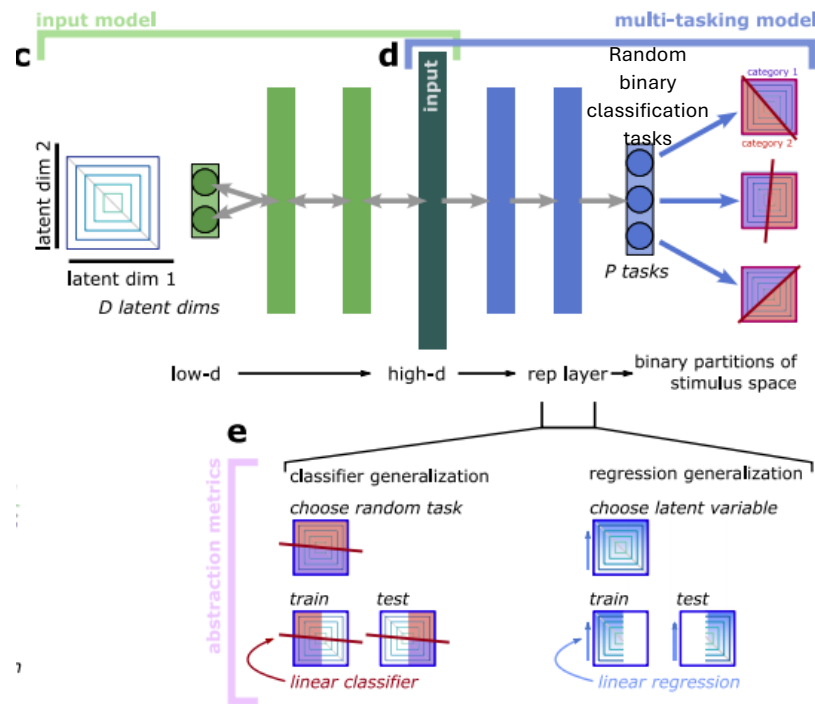 input model
multi-tasking model
c
d
Random
binary
classification
tasks
input
category 1
category 2
latent dim 2
latent dim 1
D latent dims
P tasks
low-d
high-d
rep layer
binary partitions of
stimulus space
e
abstraction metrics
classifier generalization
regression generalization
choose random task
choose latent variable
train
test
train
test
linear classifier
linear regression